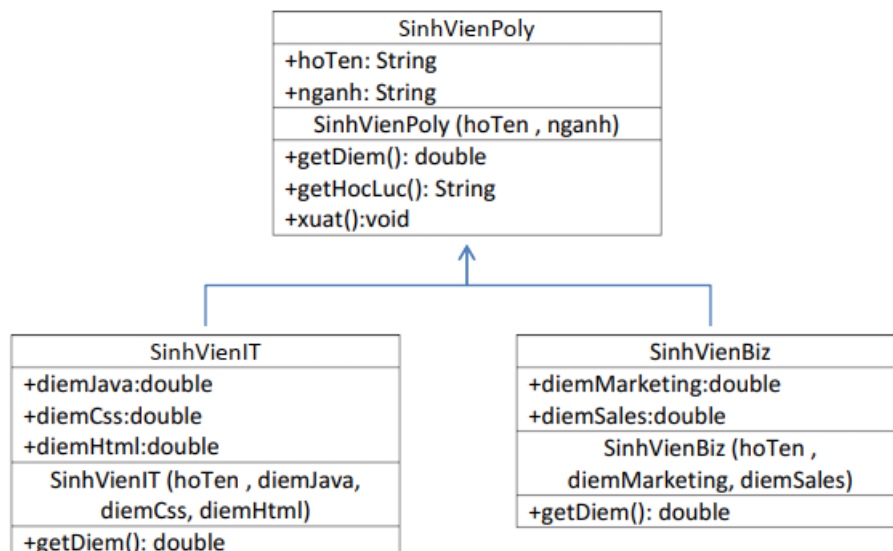 SinhVienPoly
+hoTen: String
+nganh: String
SinhVienPoly (hoTen , nganh)
+getDiem(): double
+getHocLuc(): String
+xuat():void
SinhVienIT
+diemJava:double
+diemCss:double
+diemHtml:double
SinhVienIT (hoTen , diemJava,
diemCss, diemHtml)
+getDiem(): double
SinhVienBiz
+diemMarketing:double
+diemSales:double
SinhVienBiz (hoTen ,
diemMarketing, diemSales)
+getDiem(): double